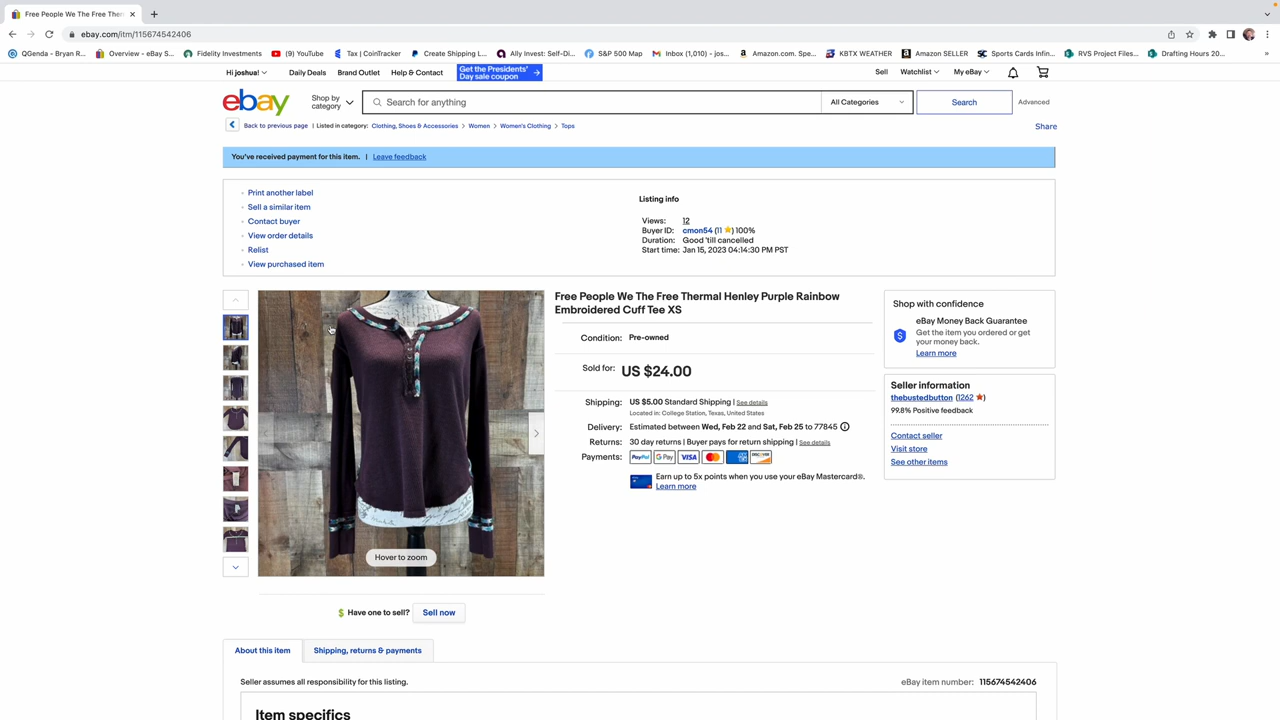 Free People We The Free Ther
ebay.com/itm/115674542406
QGenda - Bryan R...
Overview - eBay S...
Fidelity Investments
(9) YouTube
Tax | CoinTracker
Create Shipping L...
Ally Invest: Self-Di...
S&P 500 Map
Inbox (1,010) - jos...
Amazon.com. Spe...
KBTX WEATHER
Amazon SELLER
Sports Cards Infin...
RVS Project Files...
Drafting Hours 20...
Hi joshua!
Daily Deals
Brand Outlet
Help & Contact
Get the Presidents'
Day sale coupon
Sell
Watchlist
My eBay
ebay
Shop by
category
Search for anything
All Categories
Search
Advanced
Back to previous page | Listed in category: Clothing, Shoes & Accessories > Women > Women's Clothing > Tops
Share
You've received payment for this item. | Leave feedback
Print another label
Sell a similar item
Contact buyer
View order details
Relist
View purchased item
Listing info
Views: 12
Buyer ID: cmon54 (11 ) 100%
Duration: Good 'till cancelled
Start time: Jan 15, 2023 04:14:30 PM PST
Hover to zoom
Free People We The Free Thermal Henley Purple Rainbow
Embroidered Cuff Tee XS
Condition: Pre-owned
Sold for: US $24.00
Shipping: US $5.00 Standard Shipping | See details
Located in: College Station, Texas, United States
Delivery: Estimated between Wed, Feb 22 and Sat, Feb 25 to 77845
Returns: 30 day returns | Buyer pays for return shipping | See details
Payments: PayPal G Pay VISA DISCOVER
Earn up to 5x points when you use your eBay Mastercard®.
Learn more
Shop with confidence
eBay Money Back Guarantee
Get the item you ordered or get
your money back.
Learn more
Seller information
thebustedbutton (1262 )
99.8% Positive feedback
Contact seller
Visit store
See other items
Have one to sell? Sell now
About this item
Shipping, returns & payments
Seller assumes all responsibility for this listing.
eBay item number: 115674542406
Item specifics